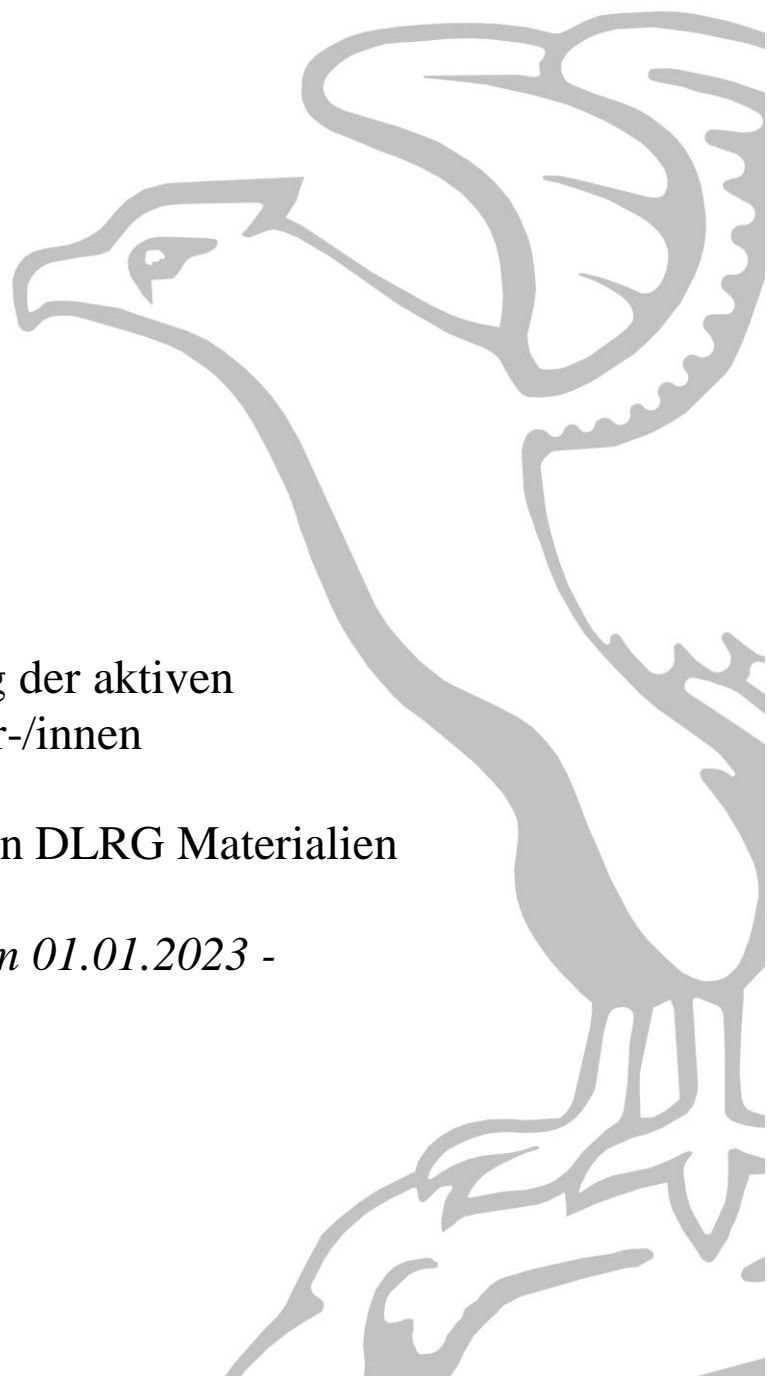 der aktiven
r-/innen
n DLRG Materialien
n 01.01.2023 -